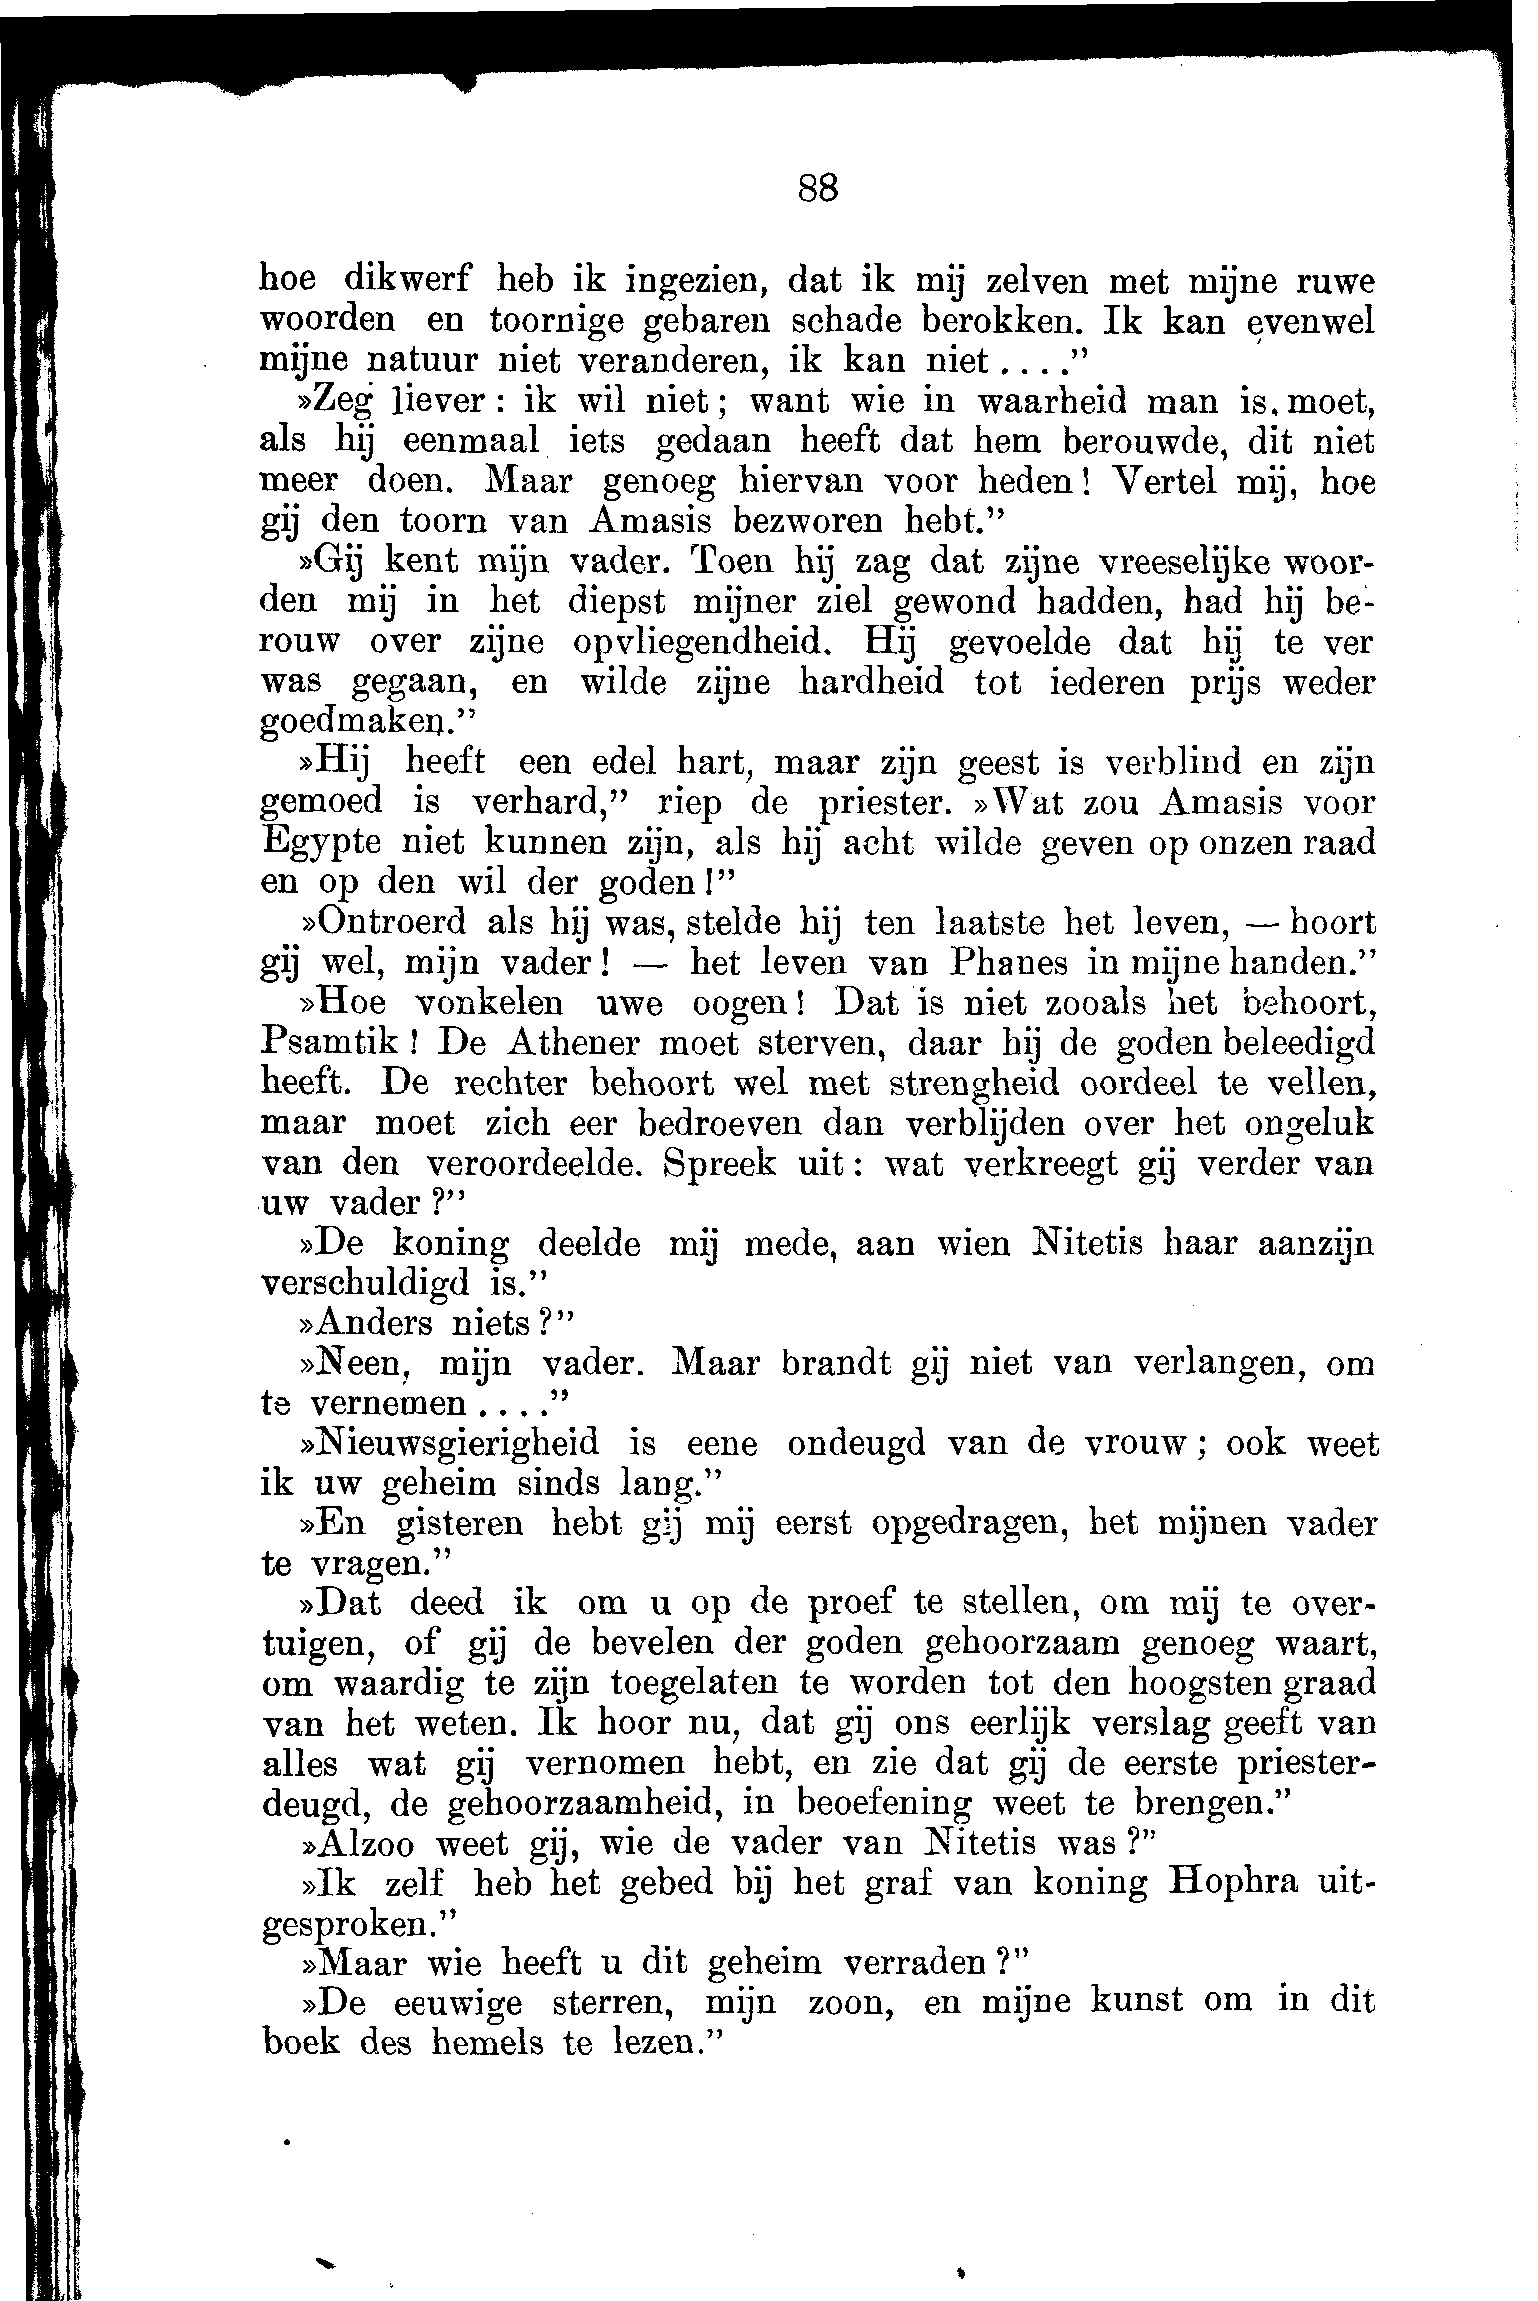 88
hoe dikwerf heb ik ingezien, dat ik mij zelven met mijne ruwe
woorden en toornige gebaren schade berokken. Ik kan evenwel
mijne natuur niet veranderen, ik kan niet . . . .”
»Zeg liever : ik wil niet ; want wie in waarheid man is, moet,
als hij eenmaal iets gedaan heeft dat hem berouwde, dit niet
meer doen. Maar genoeg hiervan voor heden ! Vertel mij, hoe
gij den toorn van Amasis bezworen hebt.”
»Gij kent mijn vader. Toen hij zag dat zijne vreeselijke woor-
den mij in het diepst mijner ziel gewond hadden, had hij be-
rouw over zijne opvliegendheid. Hij gevoelde dat hij te ver
was gegaan, en wilde zijne hardheid tot iederen prijs weder
goedmaken.”
»Hij heeft een edel hart, maar zijn geest is verblind en zijn
gemoed is verhard,” riep de priester. »Wat zou Amasis voor
Egypte niet kunnen zijn, als hij acht wilde geven op onzen raad
en op den wil der goden !”
»Ontroerd als hij was, stelde hij ten laatste het leven, — hoort
gij wel, mijn vader ! — het leven van Phanes in mijne handen.”
»Hoe vonkelen uwe oogen ! Dat is niet zooals het behoort,
Psamtik ! De Athener moet sterven, daar hij de goden beleedigd
heeft. De rechter behoort wel met strengheid oordeel te vellen,
maar moet zich eer bedroeven dan verblijden over het ongeluk
van den veroordeelde. Spreek uit : wat verkreegt gij verder van
uw vader ?”
»De koning deelde mij mede, aan wien Nitetis haar aanzijn
verschuldigd is.”
»Anders niets ?”
»Neen, mijn vader. Maar brandt gij niet van verlangen, om
te vernemen . . . .”
»Nieuwsgierigheid is eene ondeugd van de vrouw ; ook weet
ik uw geheim sinds lang.”
»En gisteren hebt gij mij eerst opgedragen, het mijnen vader
te vragen.”
»Dat deed ik om u op de proef te stellen, om mij te over-
tuigen, of gij de bevelen der goden gehoorzaam genoeg waart,
om waardig te zijn toegelaten te worden tot den hoogsten graad
van het weten. Ik hoor nu, dat gij ons eerlijk verslag geeft van
alles wat gij vernomen hebt, en zie dat gij de eerste priester-
deugd, de gehoorzaamheid, in beoefening weet te brengen.”
»Alzoo weet gij, wie de vader van Nitetis was ?”
»Ik zelf heb het gebed bij het graf van koning Hophra uit-
gesproken.”
»Maar wie heeft u dit geheim verraden ?”
»De eeuwige sterren, mijn zoon, en mijne kunst om in dit
boek des hemels te lezen.”